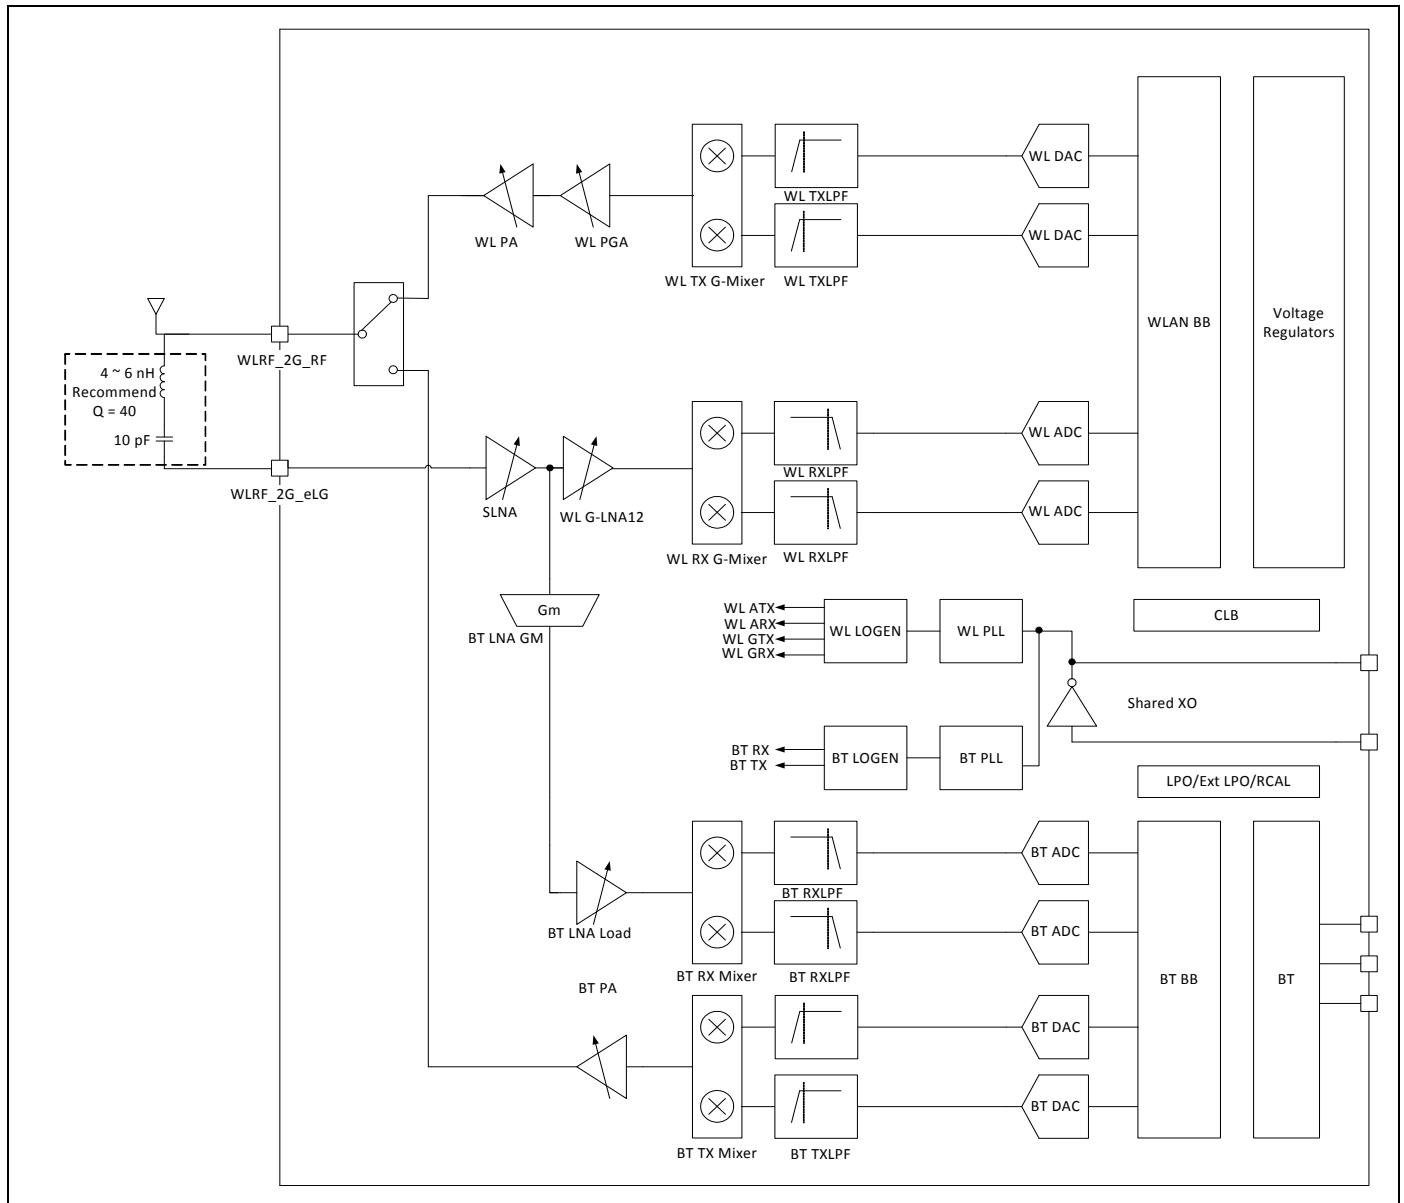 WL DAC
WL TXLPF
WL PA
WL PGA
WL DAC
WL TX G-Mixer
WL TXLPF
WLAN BB
Voltage
Regulators
WLRF_2G_RF
4 ~ 6 nH
Recommend
Q = 40
10 pF
WLRF_2G_eLG
WL ADC
WL RXLPF
SLNA
WL G-LNA12
WL ADC
WL RX G-Mixer
WL RXLPF
Gm
BT LNA GM
WL ATX
WL ARX
WL GTX
WL GRX
WL LOGEN
WL PLL
CLB
Shared XO
BT RX
BT TX
BT LOGEN
BT PLL
LPO/Ext LPO/RCAL
BT ADC
BT RXLPF
BT LNA Load
BT ADC
BT RX Mixer
BT RXLPF
BT BB
BT
BT PA
BT DAC
BT DAC
BT TX Mixer
BT TXLPF